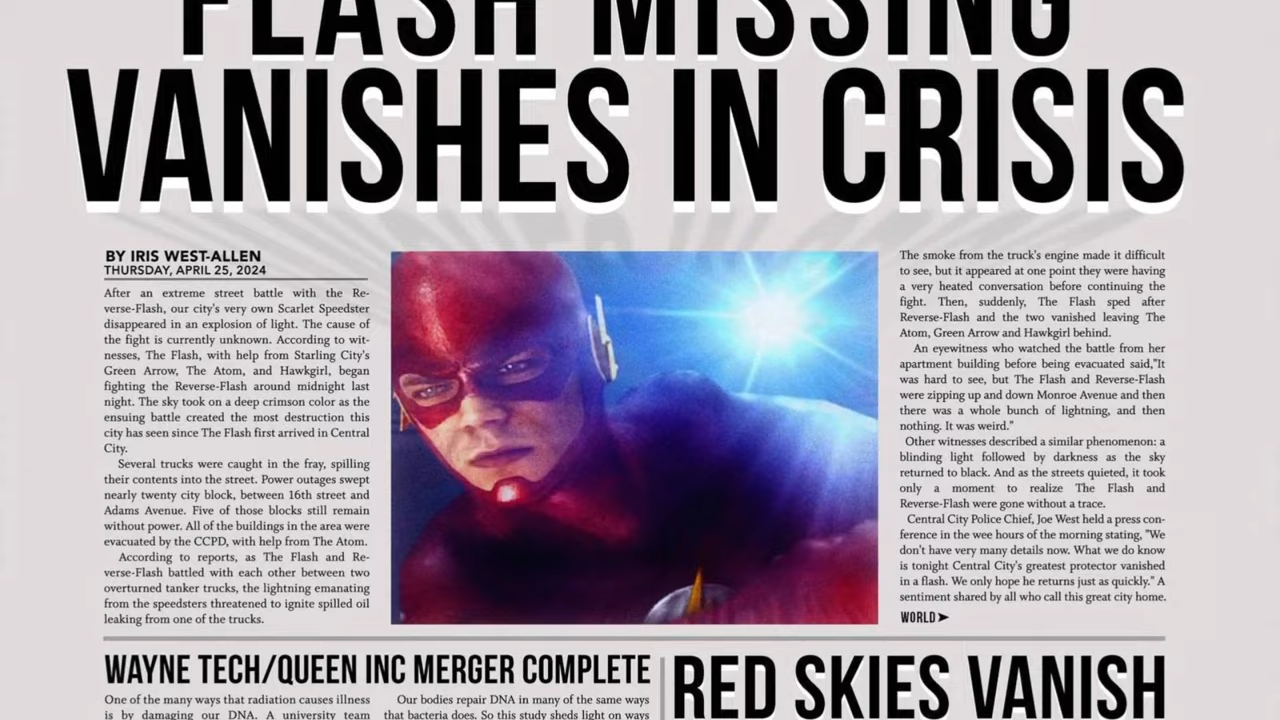 FLASH MISSING
VANISHES IN CRISIS
BY IRIS WEST-ALLEN
THURSDAY, APRIL 25, 2024
After an extreme street battle with the Re-
verse-Flash, our city's very own Scarlet Speedster
disappeared in an explosion of light. The cause of
the fight is currently unknown. According to wit-
nesses, The Flash, with help from Starling City's
Green Arrow, The Atom, and Hawkgirl, began
fighting the Reverse-Flash around midnight last
night. The sky took on a deep crimson color as the
ensuing battle created the most destruction this
city has seen since The Flash first arrived in Central
City.
Several trucks were caught in the fray, spilling
their contents into the street. Power outages swept
nearly twenty city block, between 16th street and
Adams Avenue. Five of those blocks still remain
without power. All of the buildings in the area were
evacuated by the CCPD, with help from The Atom.
According to reports, as The Flash and Re-
verse-Flash battled with each other between two
overturned tanker trucks, the lightning emanating
from the speedsters threatened to ignite spilled oil
leaking from one of the trucks.
The smoke from the truck's engine made it difficult
to see, but it appeared at one point they were having
a very heated conversation before continuing the
fight. Then, suddenly, The Flash sped after
Reverse-Flash and the two vanished leaving The
Atom, Green Arrow and Hawkgirl behind.
An eyewitness who watched the battle from her
apartment building before being evacuated said,"It
was hard to see, but The Flash and Reverse-Flash
were zipping up and down Monroe Avenue and then
there was a whole bunch of lightning, and then
nothing. It was weird."
Other witnesses described a similar phenomenon: a
blinding light followed by darkness as the sky
returned to black. And as the streets quieted, it took
only a moment to realize The Flash and
Reverse-Flash were gone without a trace.
Central City Police Chief, Joe West held a press con-
ference in the wee hours of the morning stating, "We
don't have very many details now. What we do know
is tonight Central City's greatest protector vanished
in a flash. We only hope he returns just as quickly." A
sentiment shared by all who call this great city home.
WORLD➤
WAYNE TECH/QUEEN INC MERGER COMPLETE
One of the many ways that radiation causes illness
is by damaging our DNA. A university team
Our bodies repair DNA in many of the same ways
that bacteria does. So this study sheds light on ways
RED SKIES VANISH